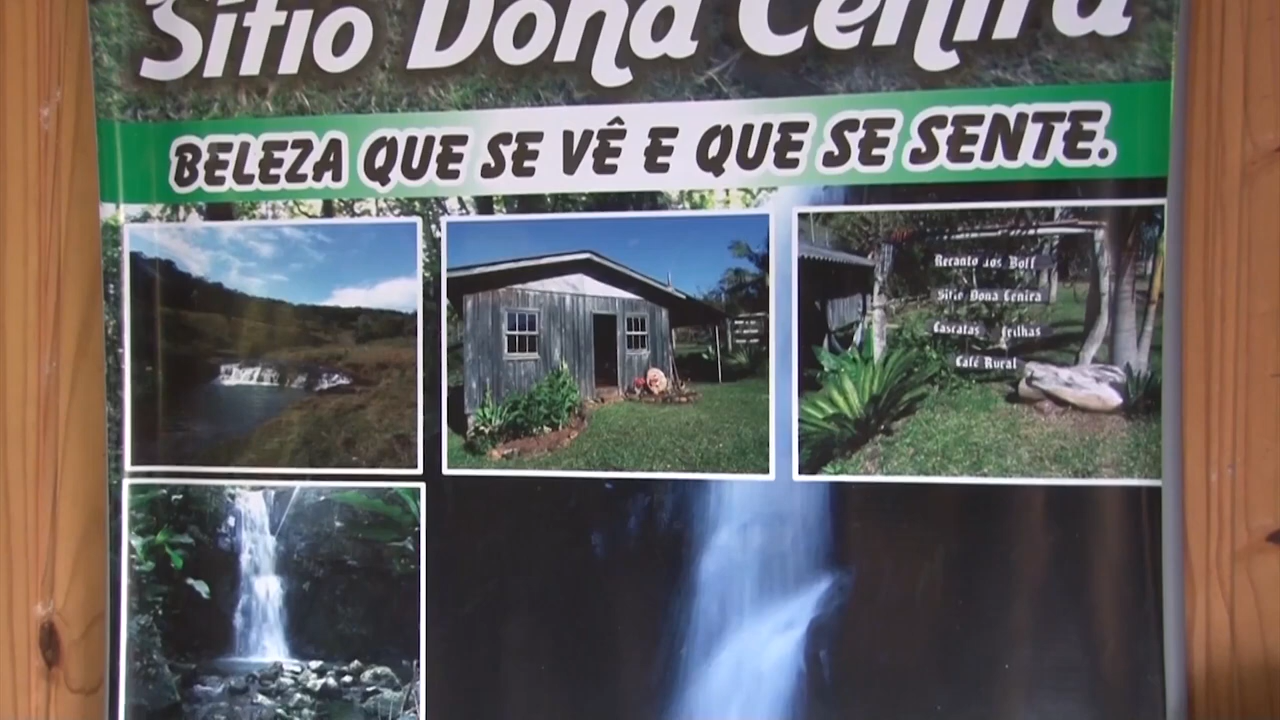 Sítio Dona Cenira
BELEZA QUE SE VÊ E QUE SE SENTE.
Recanto dos Boff
Sítio Dona Cenira
Cascatas
Café Rural